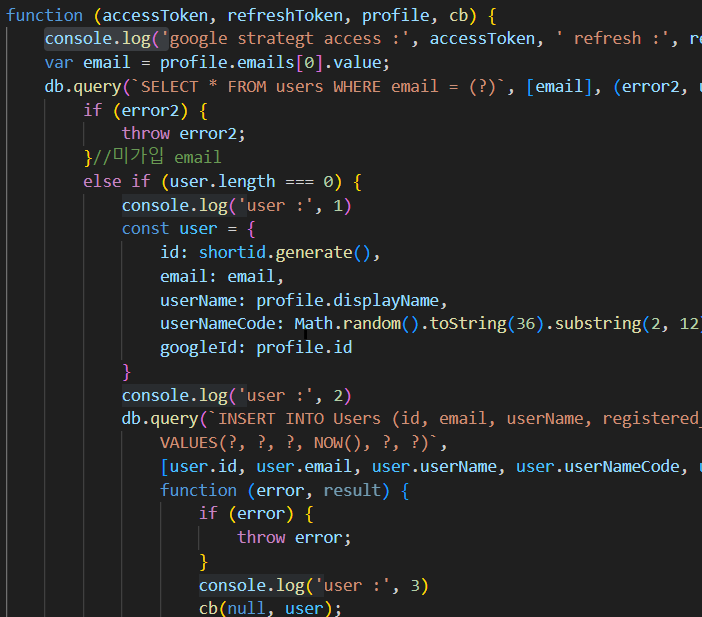 function (accessToken, refreshToken, profile, cb) {
console.log('google strategt access :', accessToken, ' refresh :',
var email = profile.emails[0].value;
db.query(`SELECT * FROM users WHERE email = (?)`, [email], (error2,
if (error2) {
throw error2;
}//미가입 email
else if (user.length === 0) {
console.log('user :', 1)
const user = {
id: shortid.generate(),
email: email,
userName: profile.displayName,
userNameCode: Math.random().toString(36).substring(2, 12)
googleId: profile.id
}
console.log('user :', 2)
db.query(`INSERT INTO Users (id, email, userName, registered_
VALUES(?, ?, ?, NOW(), ?, ?)`,
[user.id, user.email, user.userName, user.userNameCode,
function (error, result) {
if (error) {
throw error;
}
console.log('user :', 3)
cb(null, user);